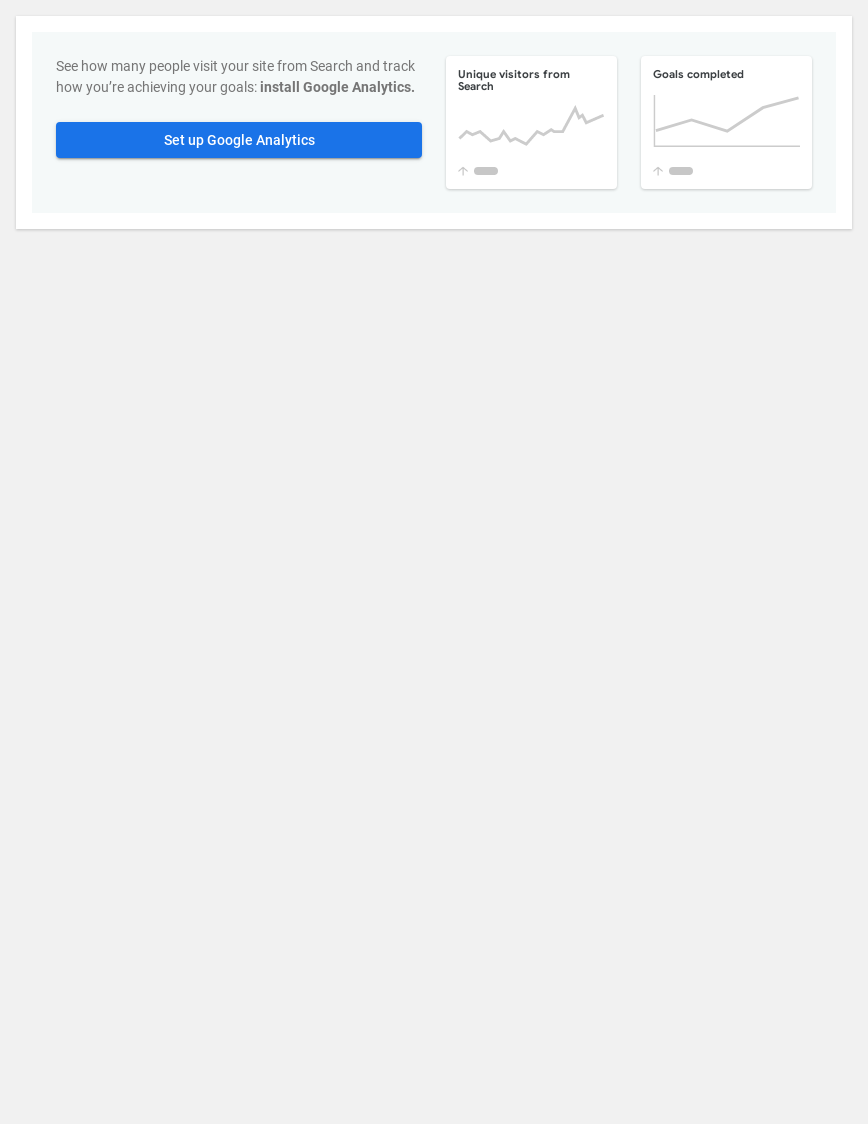 See how many people visit your site from Search and track
how you’re achieving your goals: install Google Analytics.
Set up Google Analytics
Unique visitors from
Search
Goals completed